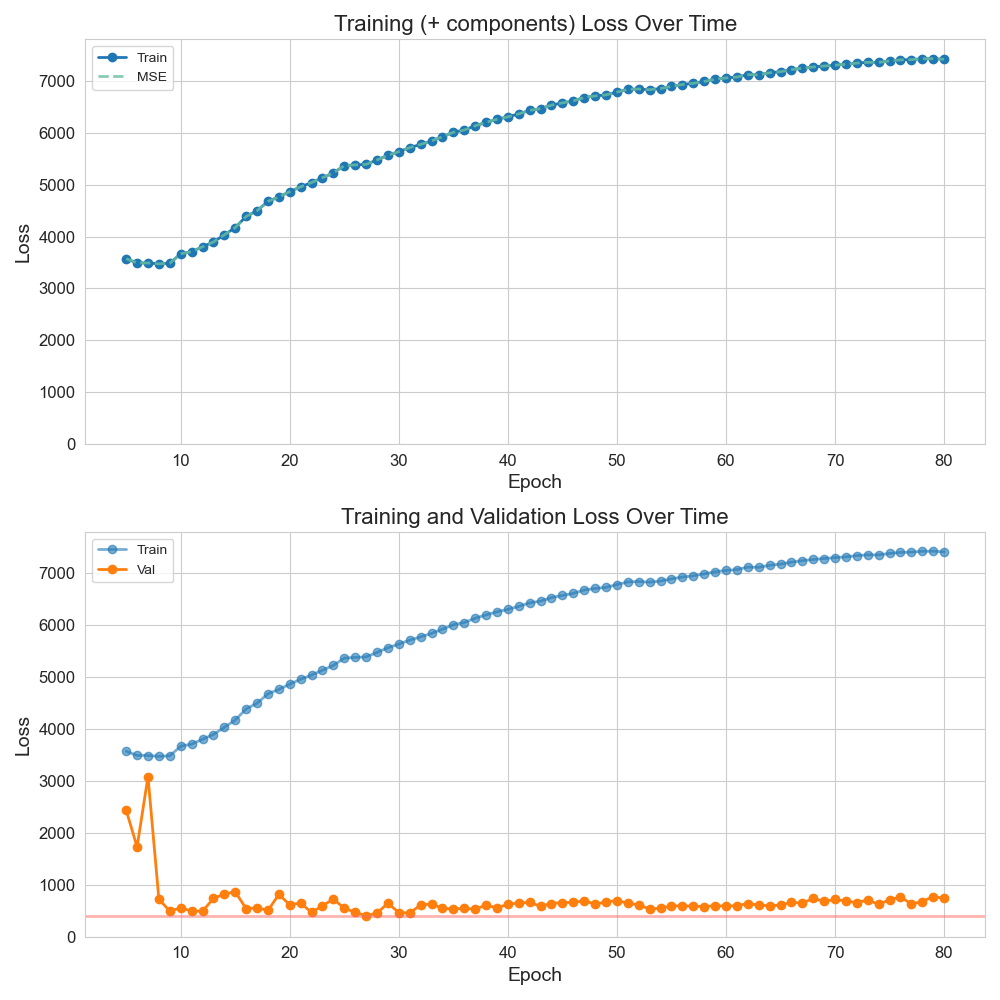 Training (+ components) Loss Over Time
Train
MSE
Loss
7000
6000
5000
4000
3000
2000
1000
0
10 20 30 40 50 60 70 80
Epoch
Training and Validation Loss Over Time
Train
Val
Loss
7000
6000
5000
4000
3000
2000
1000
0
10 20 30 40 50 60 70 80
Epoch